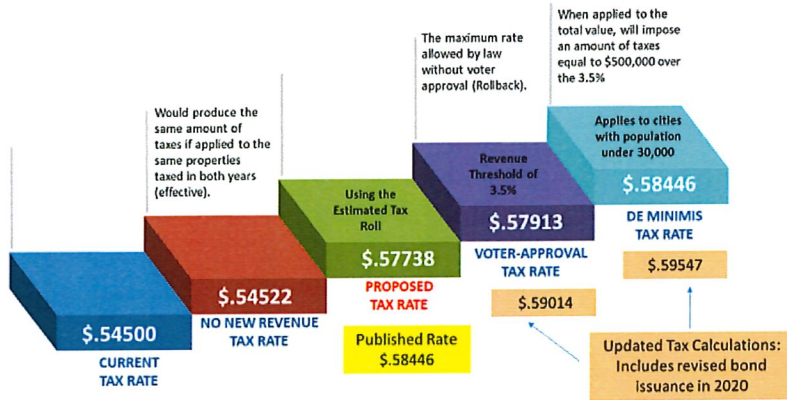 Would produce the
same amount of
taxes if applied to the
same properties
taxed in both years
(effective).
The maximum rate
allowed by law
without voter
approval (Rollback).
When applied to the
total value, will impose
an amount of taxes
equal to $500,000 over
the 3.5%
$.54500
CURRENT
TAX RATE
$.54522
NO NEW REVENUE
TAX RATE
Using the
Estimated Tax
Roll
$.57738
PROPOSED
TAX RATE
Published Rate
$.58446
Revenue
Threshold of
3.5%
$.57913
VOTER-APPROVAL
TAX RATE
$.59014
Applies to cities
with population
under 30,000
$.58446
DE MINIMIS
TAX RATE
$.59547
Updated Tax Calculations:
Includes revised bond
issuance in 2020